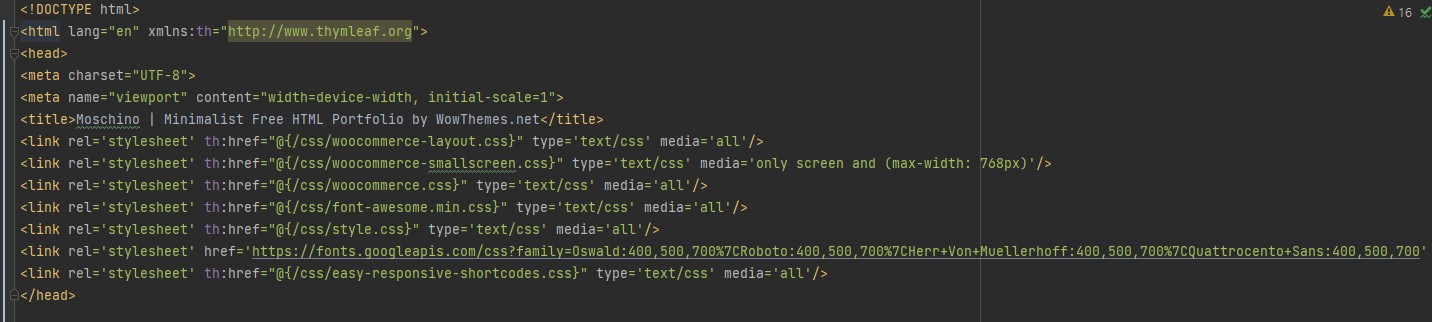 <!DOCTYPE html>
16
<html lang="en" xmlns:th="http://www.thymleaf.org">
<head>
<meta charset="UTF-8">
<meta name="viewport" content="width=device-width, initial-scale=1">
<title>Moschino | Minimalist Free HTML Portfolio by WowThemes.net</title>
<link rel='stylesheet' th:href="@{/css/woocommerce-layout.css}" type='text/css' media='all'/>
<link rel='stylesheet' th:href="@{/css/woocommerce-smallscreen.css}" type='text/css' media='only screen and (max-width: 768px)'/>
<link rel='stylesheet' th:href="@{/css/woocommerce.css}" type='text/css' media='all'/>
<link rel='stylesheet' th:href="@{/css/font-awesome.min.css}" type='text/css' media='all'/>
<link rel='stylesheet' th:href="@{/css/style.css}" type='text/css' media='all'/>
<link rel='stylesheet' href='https://fonts.googleapis.com/css?family=Oswald:400,500,700%7CRoboto:400,500,700%7CHerr+Von+Muellerhoff:400,500,700%7CQuattrocento+Sans:400,500,700'
<link rel='stylesheet' th:href="@{/css/easy-responsive-shortcodes.css}" type='text/css' media='all'/>
</head>